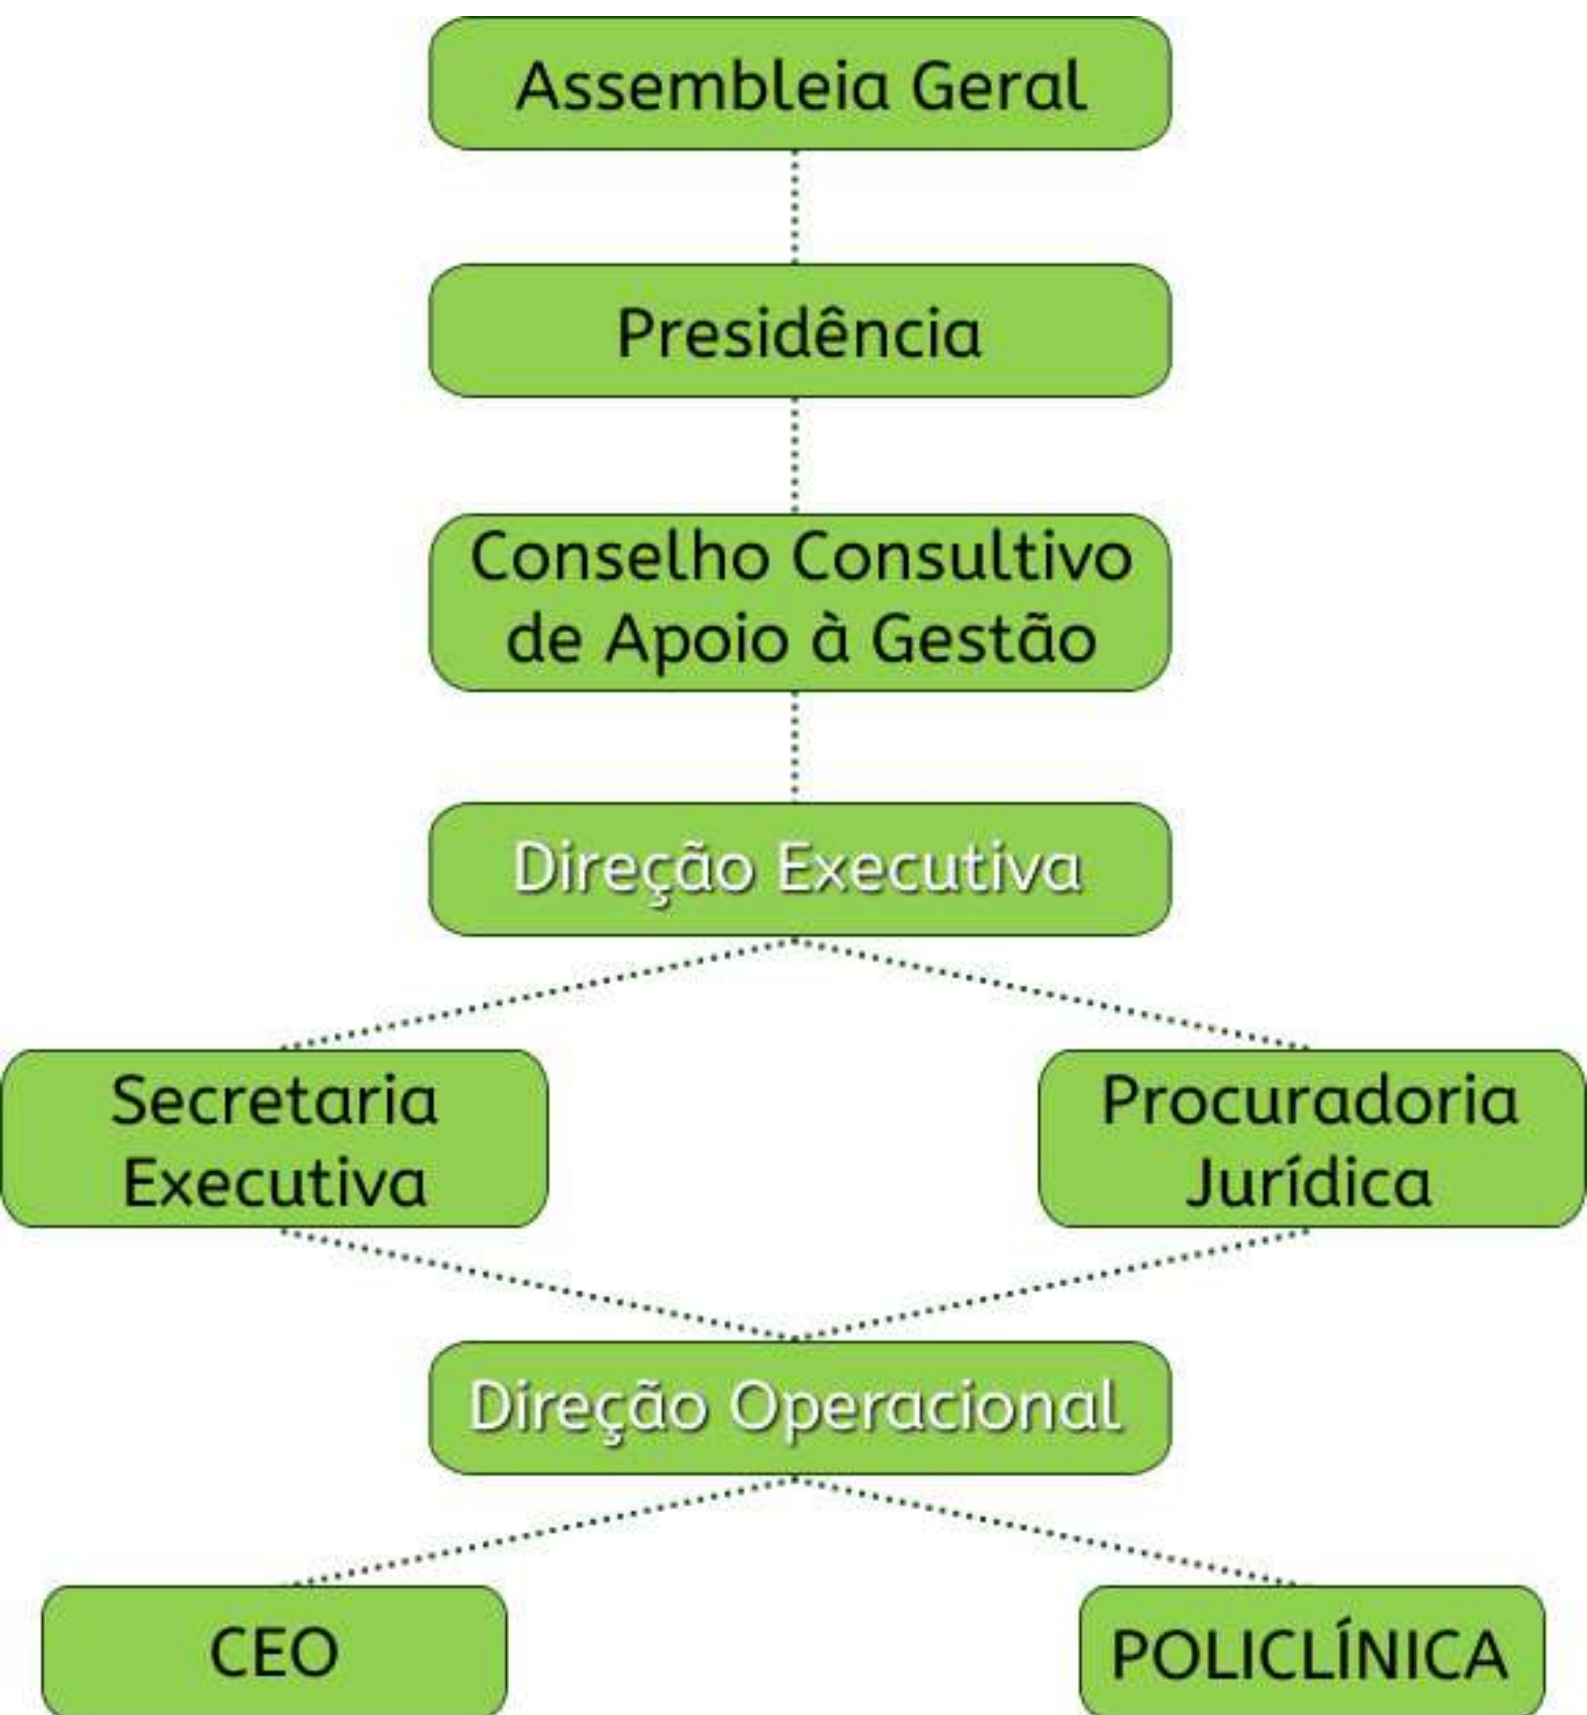 Assembleia Geral
Presidência
Conselho Consultivo
de Apoio à Gestão
Direção Executiva
Secretaria
Executiva
Procuradoria
Jurídica
Direção Operacional
CEO
POLICLÍNICA